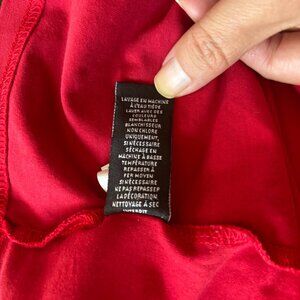 LAVAGE EN MACHINE
À L'EAU TIÈDE
LAVER AVEC DES
COULEURS
SEMBLABLES
BLANCHISSEUR
NON CHLORE
UNIQUEMENT,
SI NÉCESSAIRE
SÉCHAGE EN
MACHINE À BASSE
TEMPÉRATURE
REPASSER À
FER MOYEN
SI NÉCESSAIRE
NE PAS REPASSER
LA DÉCORATION
NETTOYAGE À SEC
INTERDIT